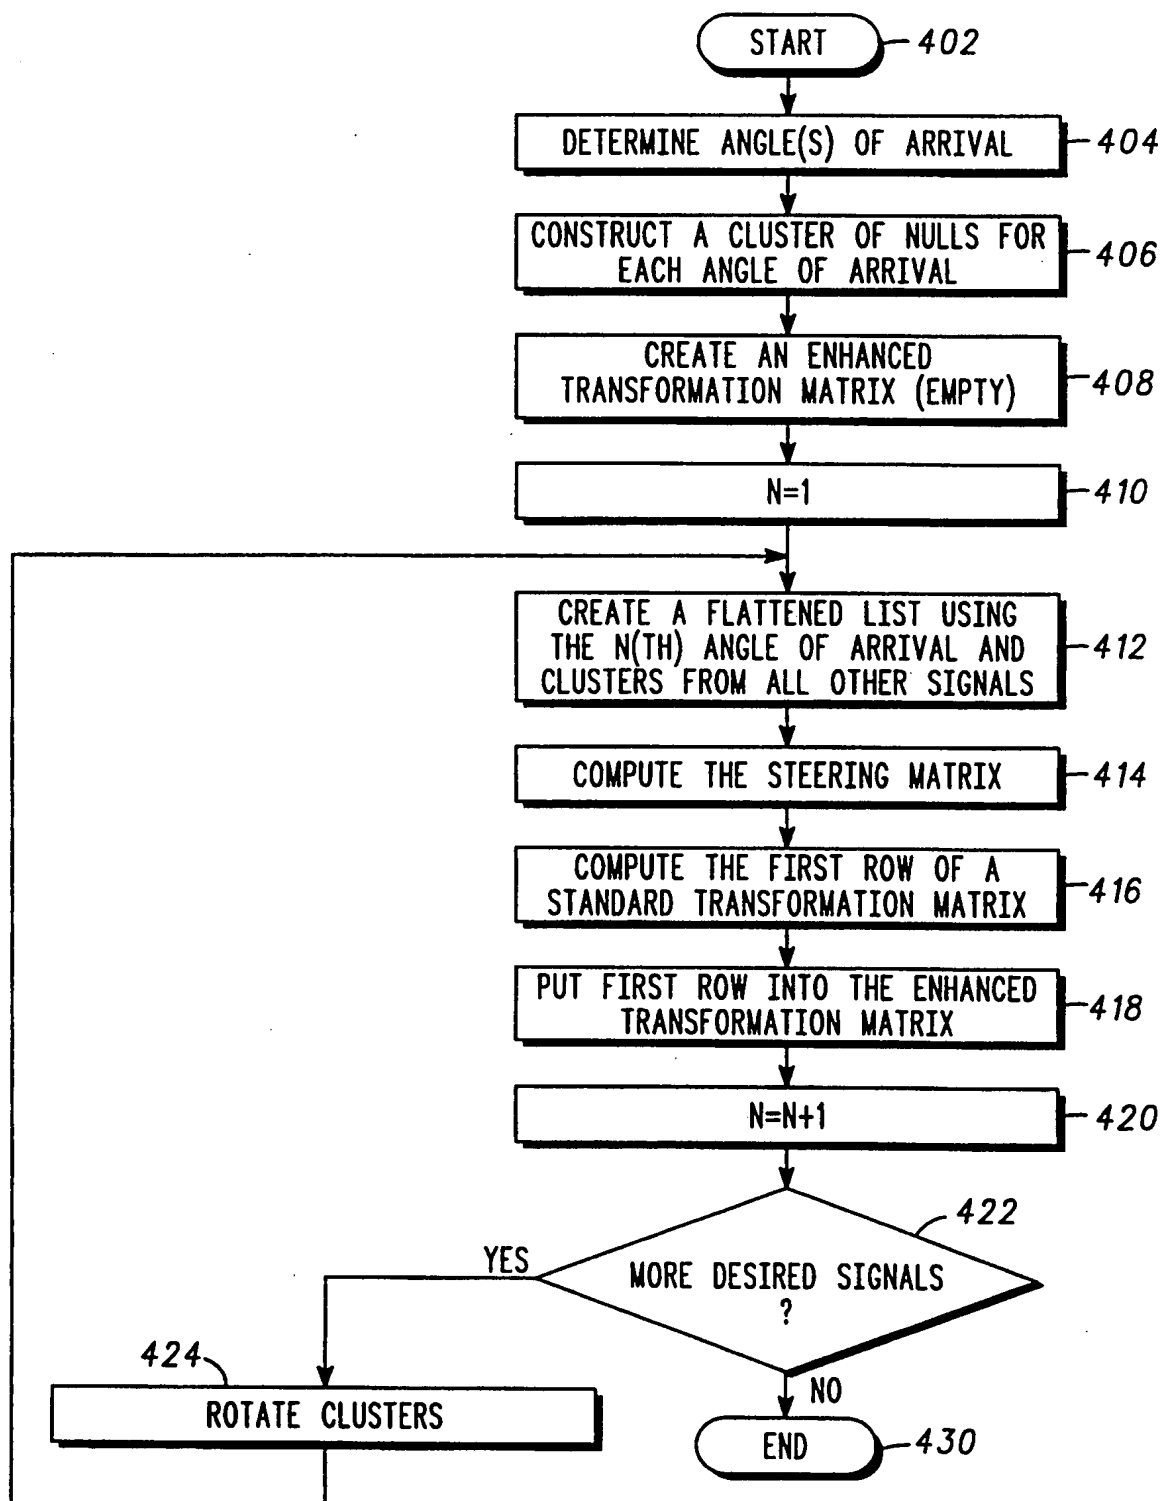 START
402
DETERMINE ANGLE(S) OF ARRIVAL
404
CONSTRUCT A CLUSTER OF NULLS FOR
EACH ANGLE OF ARRIVAL
406
CREATE AN ENHANCED
TRANSFORMATION MATRIX (EMPTY)
408
N=1
410
CREATE A FLATTENED LIST USING
THE N(TH) ANGLE OF ARRIVAL AND
CLUSTERS FROM ALL OTHER SIGNALS
412
COMPUTE THE STEERING MATRIX
414
COMPUTE THE FIRST ROW OF A
STANDARD TRANSFORMATION MATRIX
416
PUT FIRST ROW INTO THE ENHANCED
TRANSFORMATION MATRIX
418
N=N+1
420
422
YES
MORE DESIRED SIGNALS
?
424
ROTATE CLUSTERS
NO
END
430